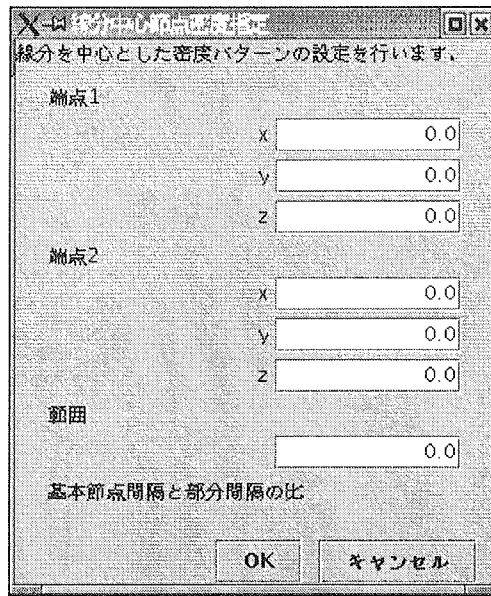 線分中心節点密度指定
線分を中心とした密度パターンの設定を行います。
端点1
x 0.0
y 0.0
z 0.0
端点2
x 0.0
y 0.0
z 0.0
範囲
0.0
基本節点間隔と部分間隔の比
OK キャンセル